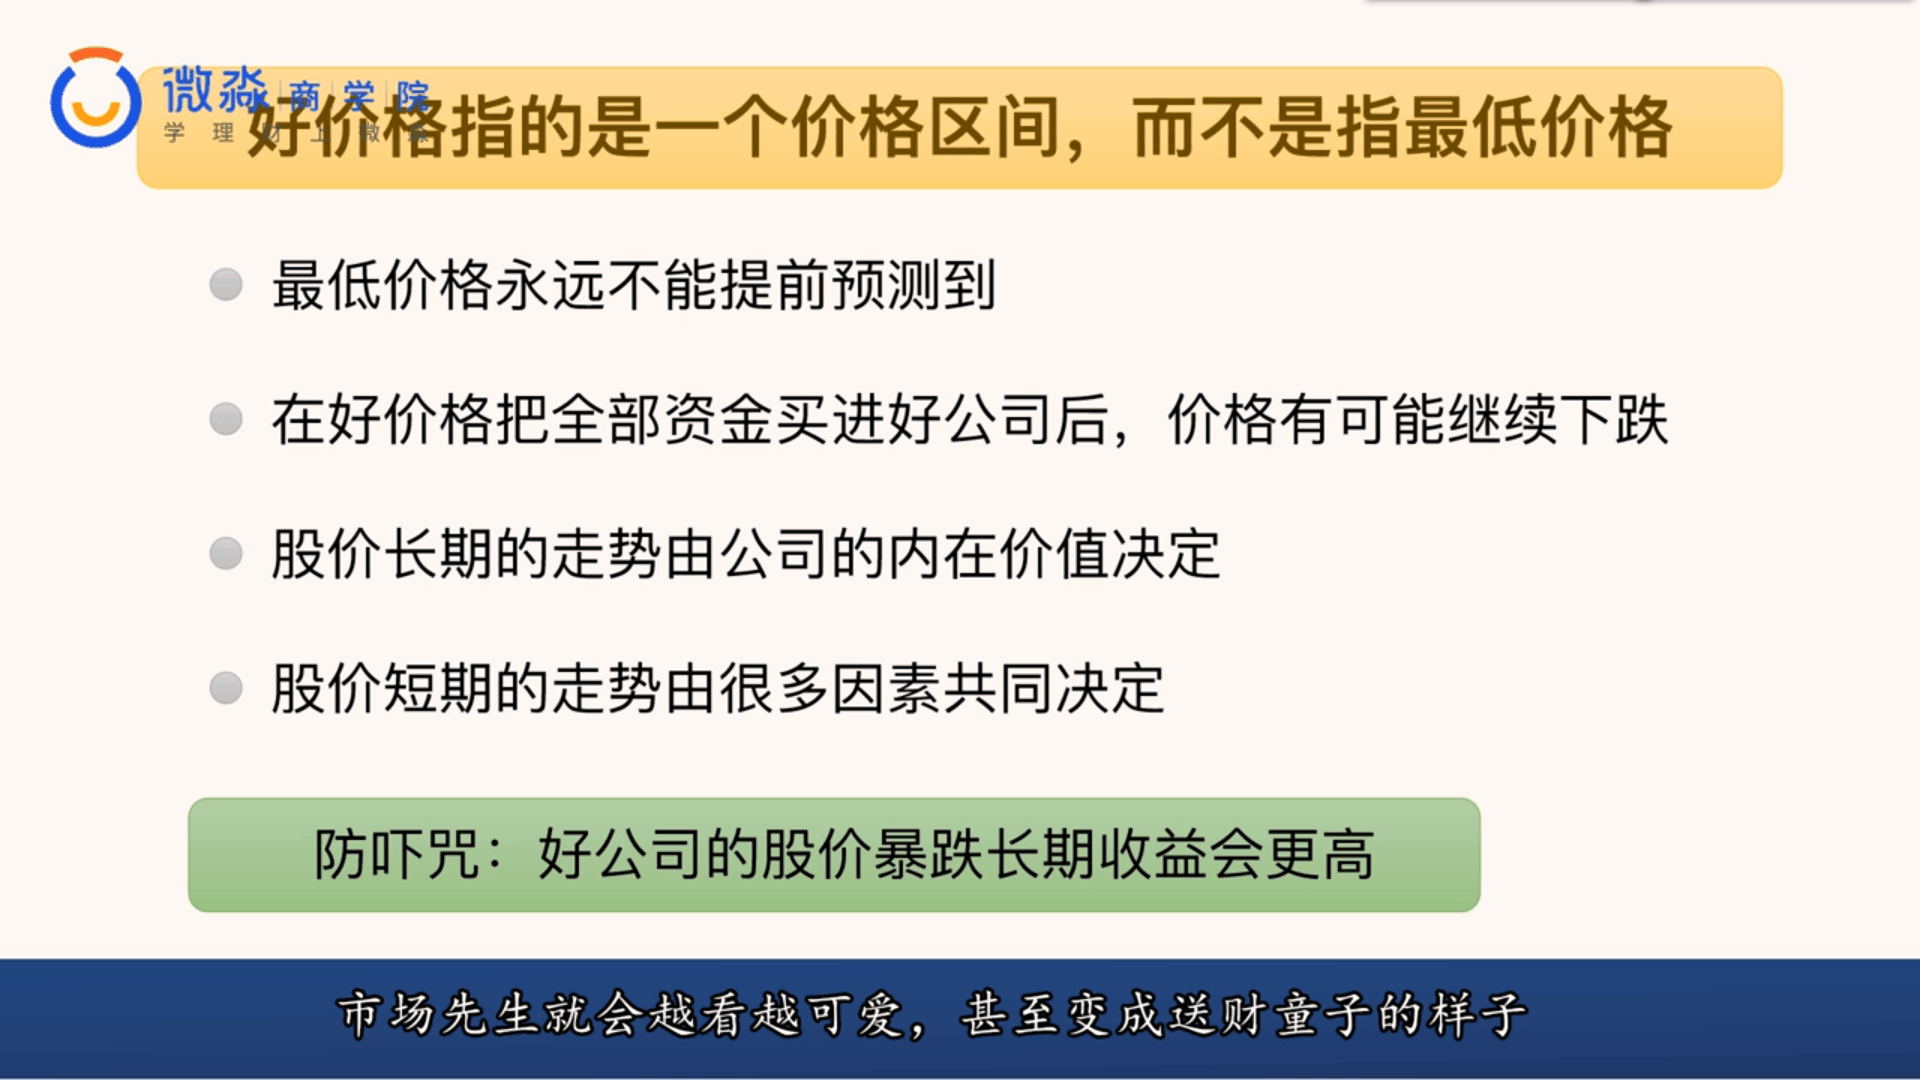 微淼 商学院
学理财上微淼
好价格指的是一个价格区间，而不是指最低价格
最低价格永远不能提前预测到
在好价格把全部资金买进好公司后，价格有可能继续下跌
股价长期的走势由公司的内在价值决定
股价短期的走势由很多因素共同决定
防吓咒：好公司的股价暴跌长期收益会更高
市场先生就会越看越可爱，甚至变成送财童子的样子